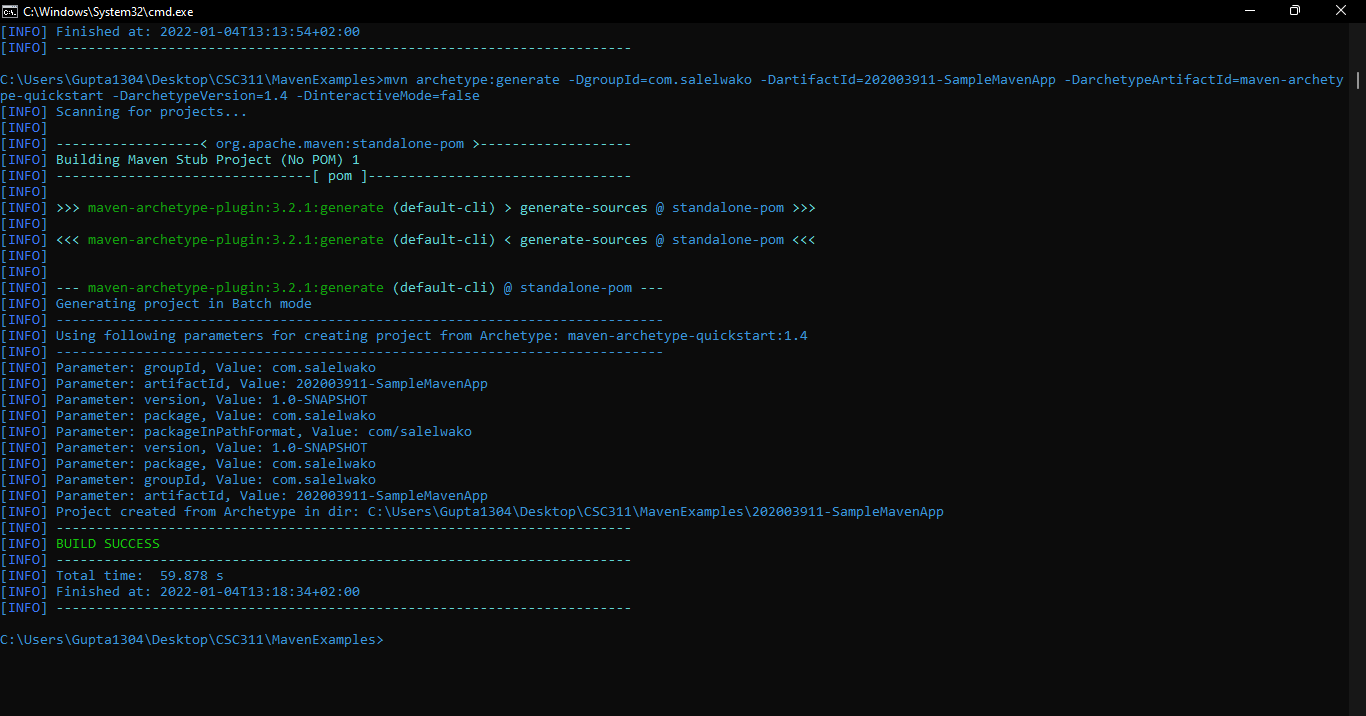 C:\Windows\System32\cmd.exe
[INFO] Finished at: 2022-01-04T13:13:54+02:00
[INFO] ------------------------------------------------------------------------
C:\Users\Gupta1304\Desktop\CSC311\MavenExamples>mvn archetype:generate -DgroupId=com.salelwako -DartifactId=202003911-SampleMavenApp -DarchetypeArtifactId=maven-archety
pe-quickstart -DarchetypeVersion=1.4 -DinteractiveMode=false
[INFO] Scanning for projects...
[INFO]
[INFO] ------------------< org.apache.maven:standalone-pom >-------------------
[INFO] Building Maven Stub Project (No POM) 1
[INFO] --------------------------------[ pom ]---------------------------------
[INFO]
[INFO] >>> maven-archetype-plugin:3.2.1:generate (default-cli) > generate-sources @ standalone-pom >>>
[INFO]
[INFO] <<< maven-archetype-plugin:3.2.1:generate (default-cli) < generate-sources @ standalone-pom <<<
[INFO]
[INFO]
[INFO] --- maven-archetype-plugin:3.2.1:generate (default-cli) @ standalone-pom ---
[INFO] Generating project in Batch mode
[INFO] ----------------------------------------------------------------------------
[INFO] Using following parameters for creating project from Archetype: maven-archetype-quickstart:1.4
[INFO] ----------------------------------------------------------------------------
[INFO] Parameter: groupId, Value: com.salelwako
[INFO] Parameter: artifactId, Value: 202003911-SampleMavenApp
[INFO] Parameter: version, Value: 1.0-SNAPSHOT
[INFO] Parameter: package, Value: com.salelwako
[INFO] Parameter: packageInPathFormat, Value: com/salelwako
[INFO] Parameter: version, Value: 1.0-SNAPSHOT
[INFO] Parameter: package, Value: com.salelwako
[INFO] Parameter: groupId, Value: com.salelwako
[INFO] Parameter: artifactId, Value: 202003911-SampleMavenApp
[INFO] Project created from Archetype in dir: C:\Users\Gupta1304\Desktop\CSC311\MavenExamples\202003911-SampleMavenApp
[INFO] ------------------------------------------------------------------------
[INFO] BUILD SUCCESS
[INFO] ------------------------------------------------------------------------
[INFO] Total time:  59.878 s
[INFO] Finished at: 2022-01-04T13:18:34+02:00
[INFO] ------------------------------------------------------------------------
C:\Users\Gupta1304\Desktop\CSC311\MavenExamples>